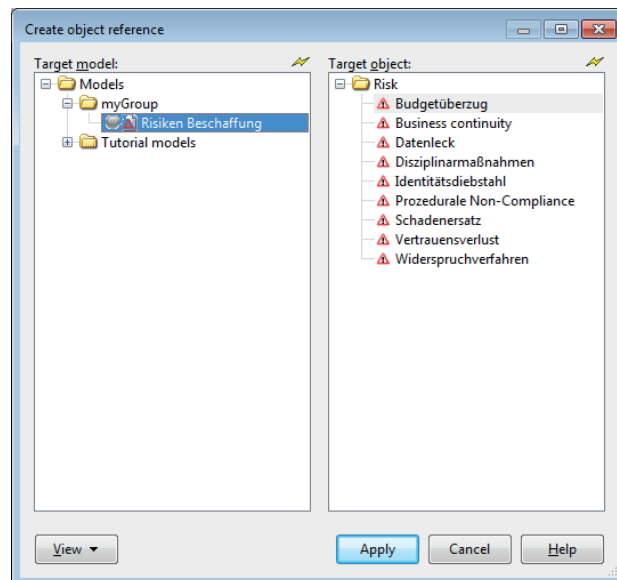 Create object reference
Target model:
Models
myGroup
Risiken Beschaffung
Tutorial models
Target object:
Risk
Budgetüberzug
Business continuity
Datenleck
Disziplinarmaßnahmen
Identitätsdiebstahl
Prozedurale Non-Compliance
Schadenersatz
Vertrauensverlust
Widerspruchverfahren
View
Apply
Cancel
Help